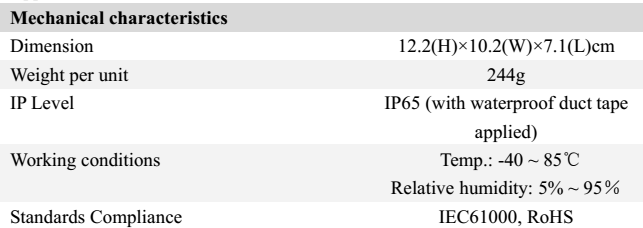 Mechanical characteristics
Dimension 12.2(H)×10.2(W)×7.1(L)cm
Weight per unit 244g
IP Level IP65 (with waterproof duct tape
applied)
Working conditions Temp.: -40 ~ 85℃
Relative humidity: 5% ~ 95%
Standards Compliance IEC61000, RoHS